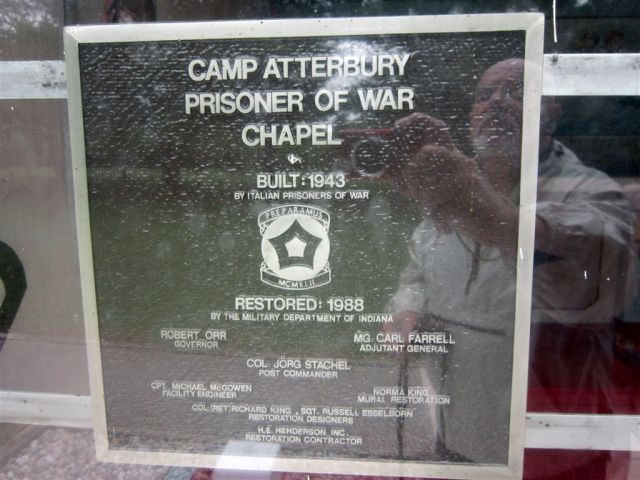 CAMP ATTERBURY
PRISONER OF WAR
CHAPEL
BUILT: 1943
BY ITALIAN PRISONERS OF WAR
PREPARAMUS
MCMXLII
RESTORED: 1988
BY THE MILITARY DEPARTMENT OF INDIANA
ROBERT ORR
GOVERNOR
MG. CARL FARRELL
ADJUTANT GENERAL
COL. JÖRG STACHEL
POST COMMANDER
CPT. MICHAEL McGOWEN
FACILITY ENGINEER
NORMA KING
MURAL RESTORATION
COL.(RET) RICHARD KING, SGT. RUSSELL ESSELBORN
RESTORATION DESIGNERS
H.E. HENDERSON INC.
RESTORATION CONTRACTOR